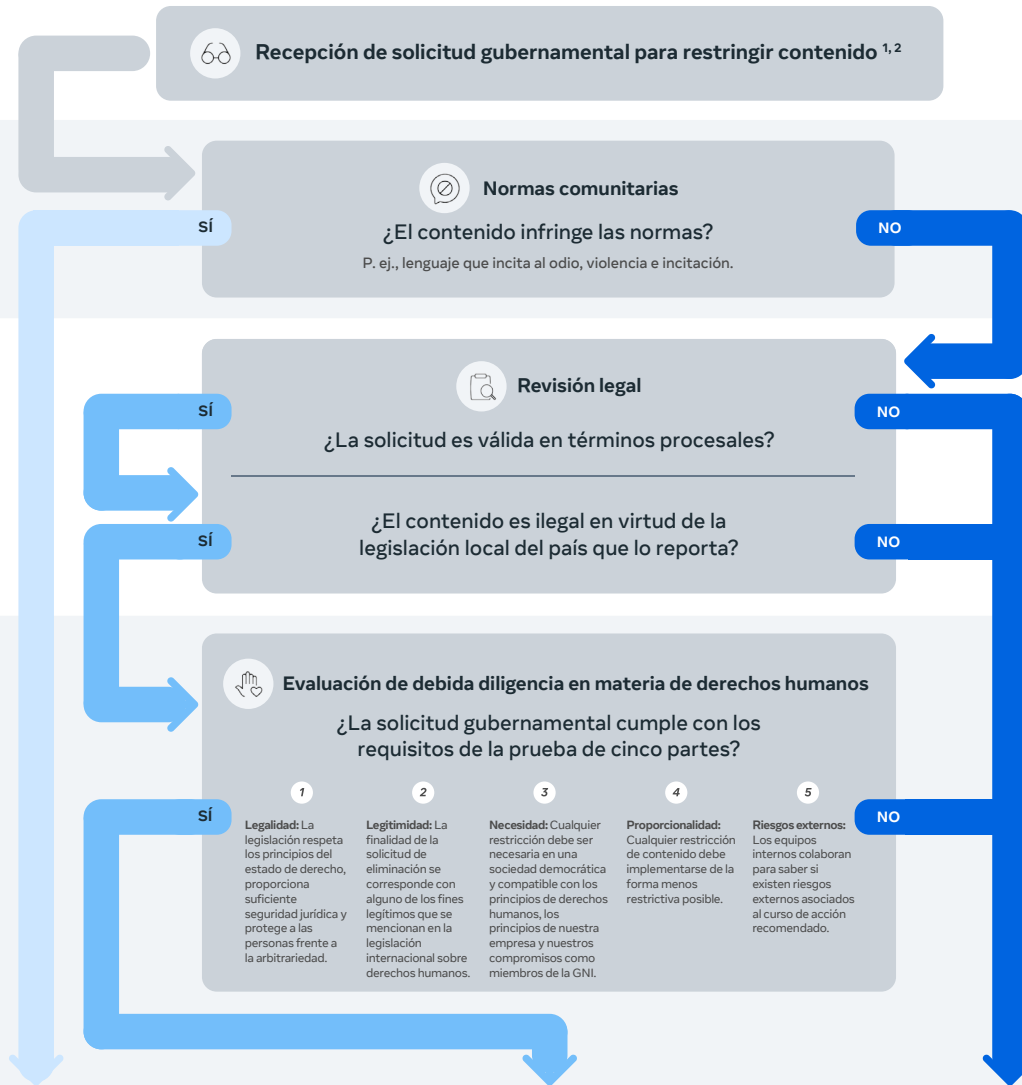 Recepción de solicitud gubernamental para restringir contenido 1, 2
Normas comunitarias
SÍ
¿El contenido infringe las normas?
NO
P. ej., lenguaje que incita al odio, violencia e incitación.
Revisión legal
SÍ
NO
¿La solicitud es válida en términos procesales?
¿El contenido es ilegal en virtud de la
legislación local del país que lo reporta?
SÍ
NO
Evaluación de debida diligencia en materia de derechos humanos
¿La solicitud gubernamental cumple con los
requisitos de la prueba de cinco partes?
SÍ
NO
1
Legalidad: La
legislación respeta
los principios del
estado de derecho,
proporciona
suficiente
seguridad jurídica y
protege a las
personas frente a
la arbitrariedad.
2
Legitimidad: La
finalidad de la
solicitud de
eliminación se
corresponde con
alguno de los fines
legítimos que se
mencionan en la
legislación
internacional sobre
derechos humanos.
3
Necesidad: Cualquier
restricción debe ser
necesaria en una
sociedad democrática
y compatible con los
principios de derechos
humanos, los
principios de nuestra
empresa y nuestros
compromisos como
miembros de la GNI.
4
Proporcionalidad:
Cualquier restricción
de contenido debe
implementarse de la
forma menos
restrictiva posible.
5
Riesgos externos:
Los equipos
internos colaboran
para saber si
existen riesgos
externos asociados
al curso de acción
recomendado.